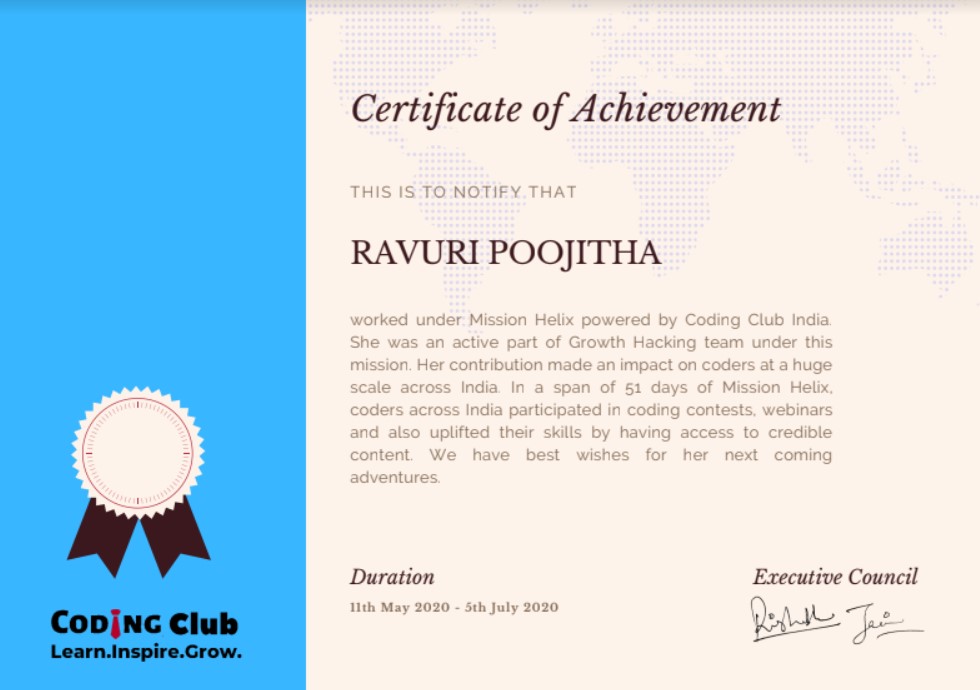 Certificate of Achievement
THIS IS TO NOTIFY THAT
RAVURI POOJITHA
worked under Mission Helix powered by Coding Club India.
She was an active part of Growth Hacking team under this
mission. Her contribution made an impact on coders at a huge
scale across India. In a span of 51 days of Mission Helix,
coders across India participated in coding contests, webinars
and also uplifted their skills by having access to credible
content. We have best wishes for her next coming
adventures.
Duration
11th May 2020 - 5th July 2020
Executive Council
Rishabh Jain
CODING Club
Learn.Inspire.Grow.